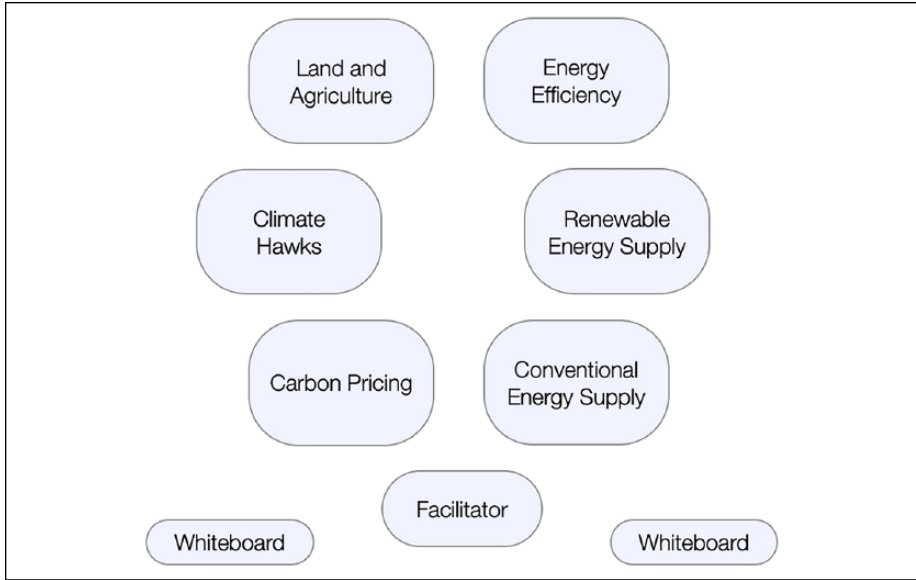 Land and
Agriculture
Energy
Efficiency
Climate
Hawks
Renewable
Energy Supply
Carbon Pricing
Conventional
Energy Supply
Facilitator
Whiteboard
Whiteboard